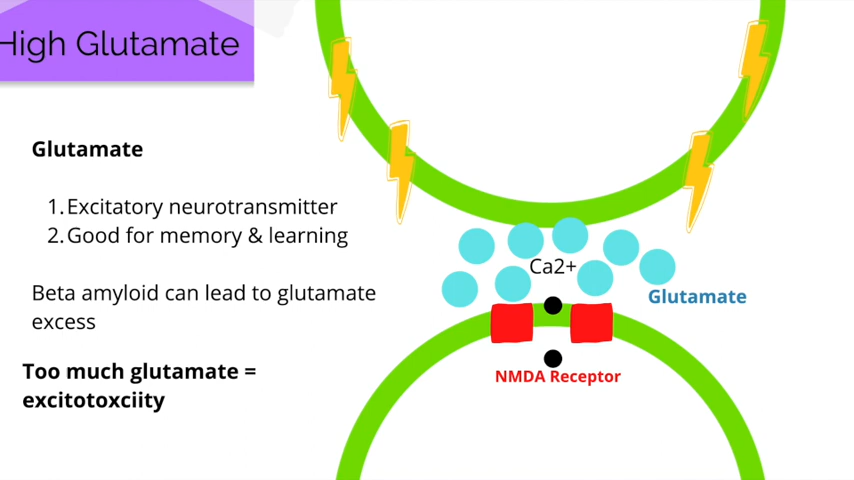 High Glutamate
Glutamate
1.Excitatory neurotransmitter
2.Good for memory & learning
Beta amyloid can lead to glutamate
excess
Too much glutamate =
excitotoxciity
Ca2+
Glutamate
NMDA Receptor